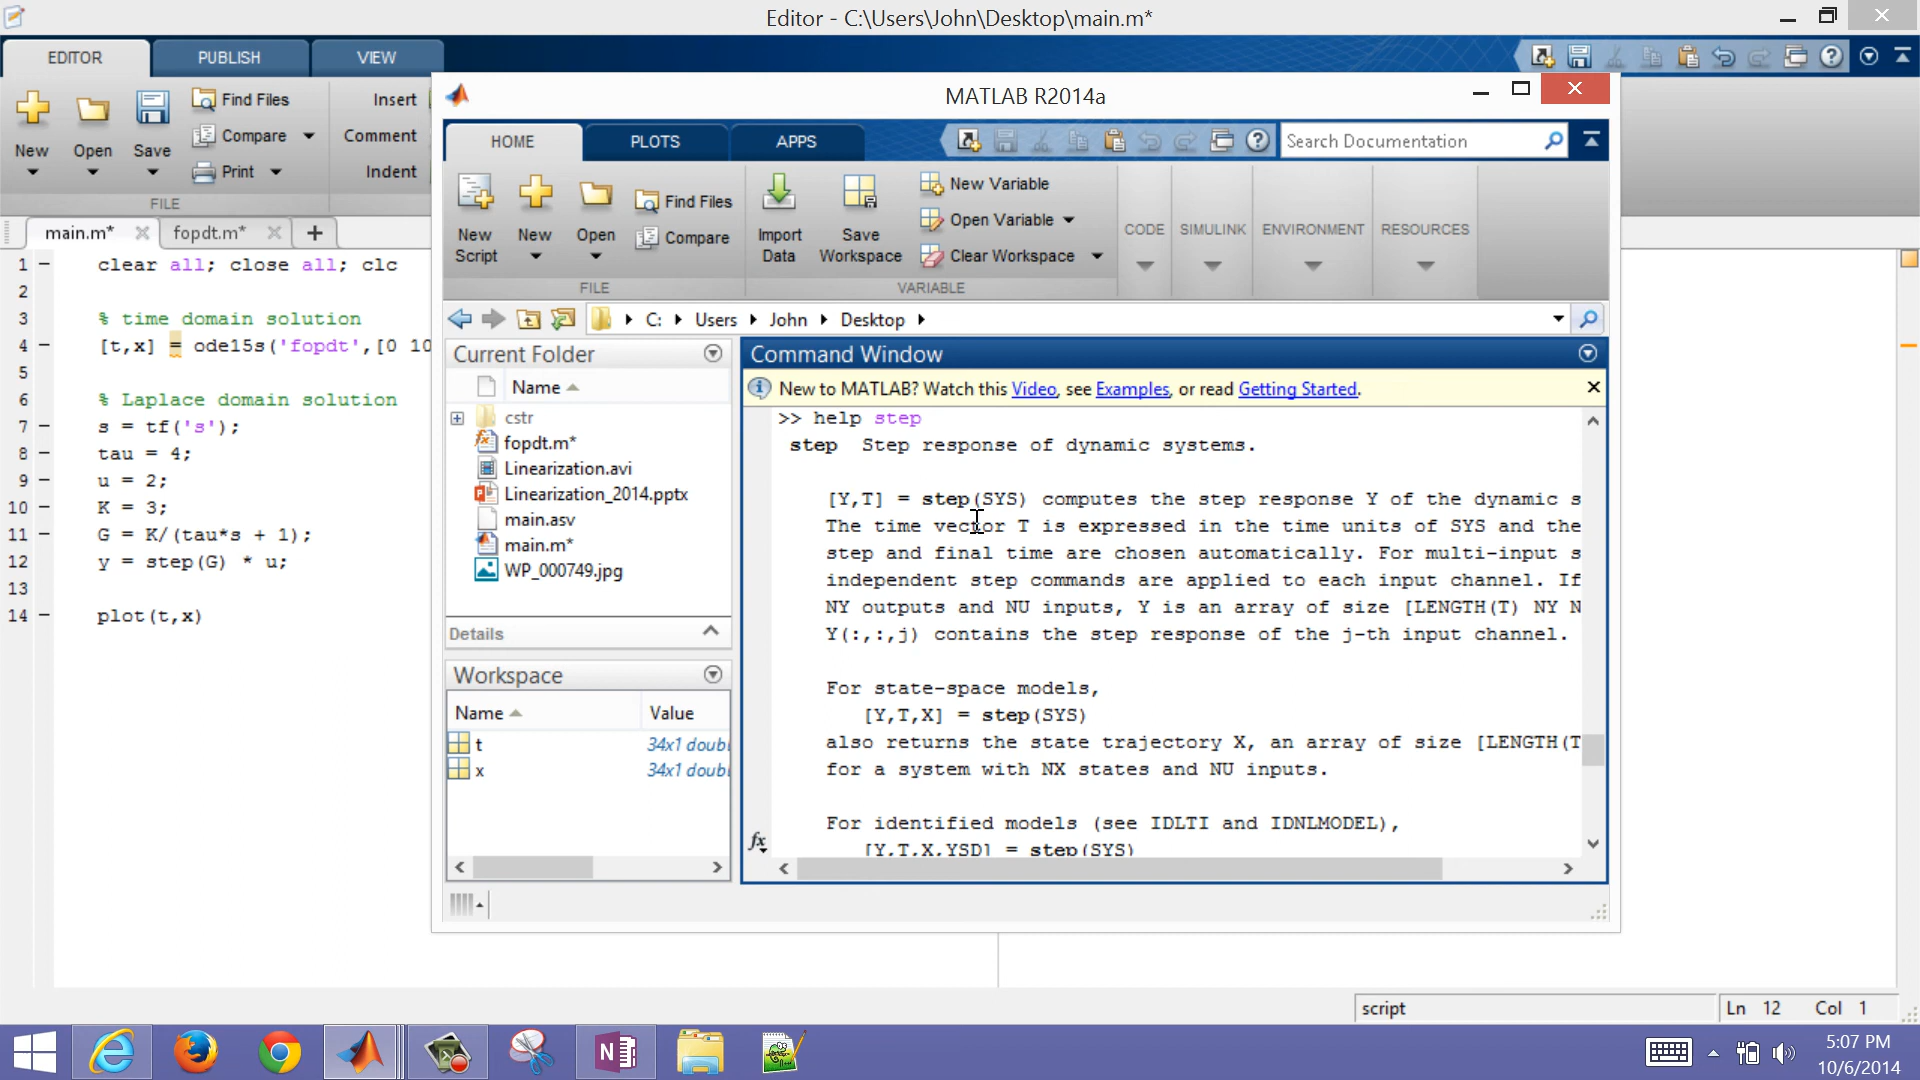 Editor - C:\Users\John\Desktop\main.m*
EDITOR PUBLISH VIEW
Find Files Insert
Compare Comment
New Open Save Print Indent
FILE
main.m* fopdt.m* +
1 – clear all; close all; clc
2
3 % time domain solution
4 – [t,x] = ode15s('fopdt',[0 10
5
6 % Laplace domain solution
7 – s = tf('s');
8 – tau = 4;
9 – u = 2;
10 – K = 3;
11 – G = K/(tau*s + 1);
12 y = step(G) * u;
13
14 – plot(t,x)
MATLAB R2014a
HOME PLOTS APPS Search Documentation
New Script
New
Open
Find Files
Compare
FILE
Import Data
Save Workspace
New Variable
Open Variable
Clear Workspace
VARIABLE
CODE SIMULINK ENVIRONMENT RESOURCES
C: Users John Desktop
Current Folder
Name
cstr
fopdt.m*
Linearization.avi
Linearization_2014.pptx
main.asv
main.m*
WP_000749.jpg
Details
Workspace
Name Value
t 34x1 doubl
x 34x1 doubl
Command Window
New to MATLAB? Watch this Video, see Examples, or read Getting Started.
>> help step
step Step response of dynamic systems.
[Y,T] = step(SYS) computes the step response Y of the dynamic s
The time vector T is expressed in the time units of SYS and the
step and final time are chosen automatically. For multi-input s
independent step commands are applied to each input channel. If
NY outputs and NU inputs, Y is an array of size [LENGTH(T) NY N
Y(:,:,j) contains the step response of the j-th input channel.
For state-space models,
[Y,T,X] = step(SYS)
also returns the state trajectory X, an array of size [LENGTH(T
for a system with NX states and NU inputs.
For identified models (see IDLTI and IDNLMODEL),
[Y,T,X,YSD] = step(SYS)
fx
script Ln 12 Col 1
5:07 PM
10/6/2014